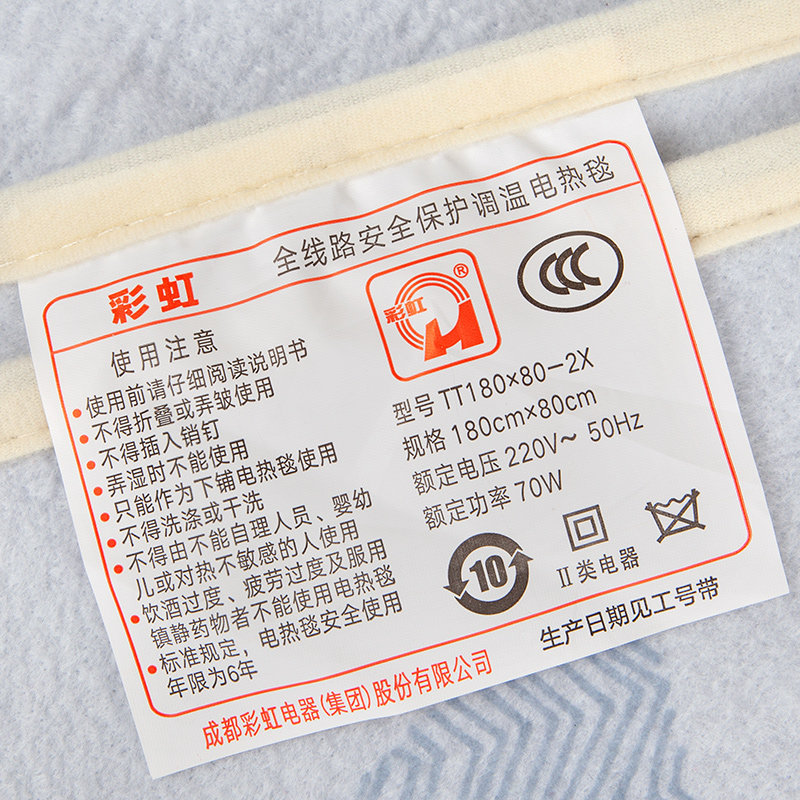 全线路安全保护调温电热毯
彩虹
彩虹®
CCC
使用注意
•使用前请仔细阅读说明书
•不得折叠或弄皱使用
•不得插入销钉
•弄湿时不能使用
•只能作为下铺电热毯使用
•不得洗涤或干洗
•不得由不能自理人员、婴幼
儿或对热不敏感的人使用
•饮酒过度、疲劳过度及服用
镇静药物者不能使用电热毯
•标准规定，电热毯安全使用
年限为6年
型号 TT180×80-2X
规格 180cm×80cm
额定电压 220V～ 50Hz
额定功率 70W
10
II类电器
生产日期见工号带
成都彩虹电器(集团)股份有限公司